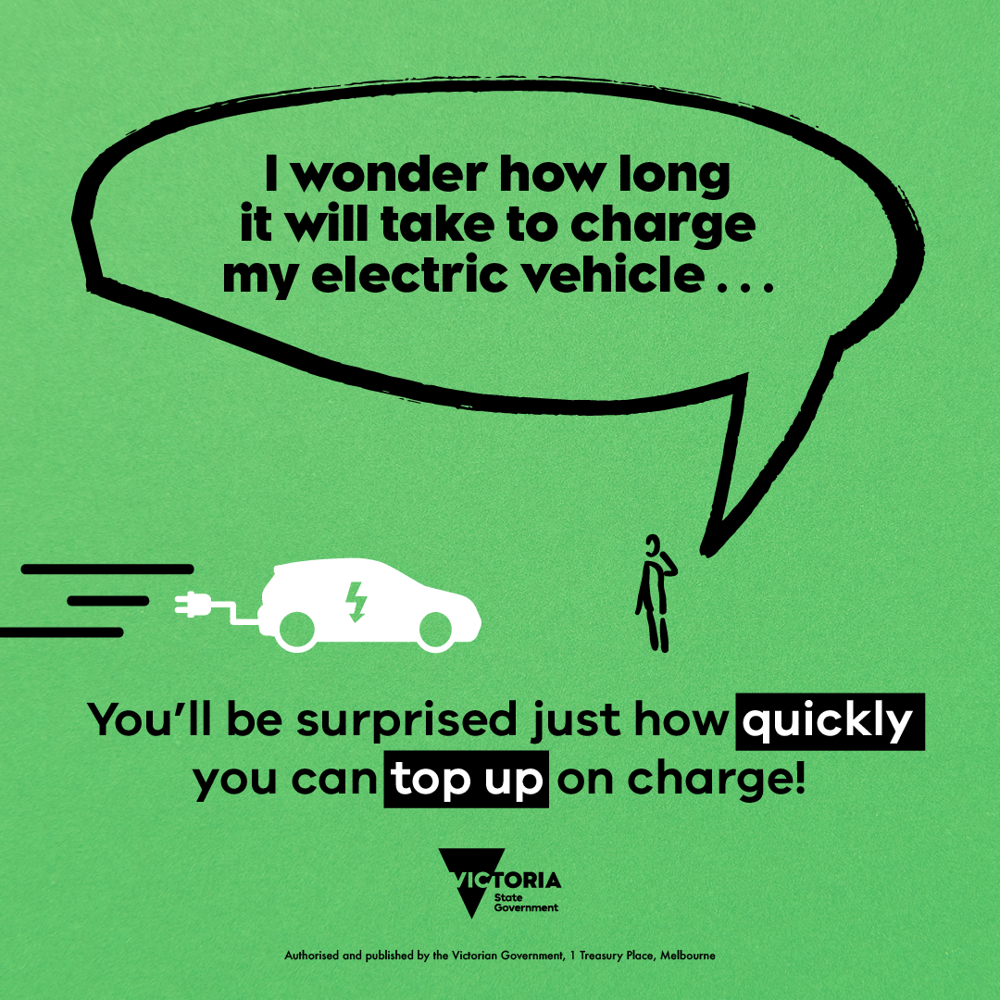 I wonder how long
it will take to charge
my electric vehicle . . .
You’ll be surprised just how quickly
you can top up on charge!
VICTORIA
State
Government
Authorised and published by the Victorian Government, 1 Treasury Place, Melbourne